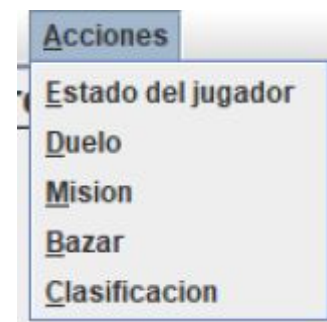 Acciones
Estado del jugador
Duelo
Mision
Bazar
Clasificacion